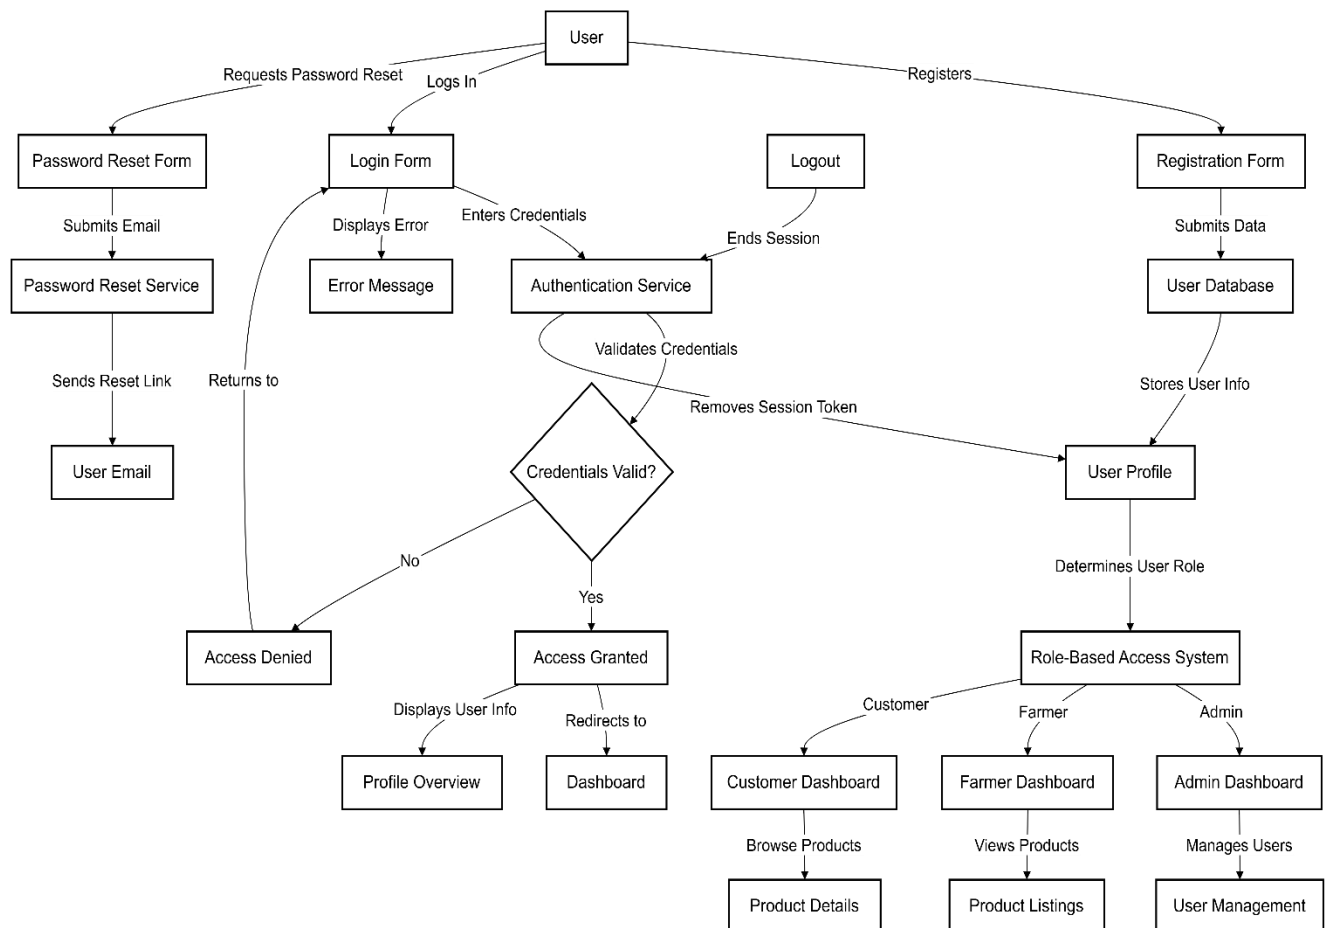 User
Requests Password Reset
Logs In
Registers
Password Reset Form
Login Form
Logout
Registration Form
Submits Email
Displays Error
Enters Credentials
Ends Session
Submits Data
Password Reset Service
Error Message
Authentication Service
User Database
Validates Credentials
Sends Reset Link
Returns to
Removes Session Token
Stores User Info
User Email
Credentials Valid?
User Profile
No
Yes
Determines User Role
Access Denied
Access Granted
Role-Based Access System
Displays User Info
Redirects to
Customer
Farmer
Admin
Profile Overview
Dashboard
Customer Dashboard
Farmer Dashboard
Admin Dashboard
Browse Products
Views Products
Manages Users
Product Details
Product Listings
User Management